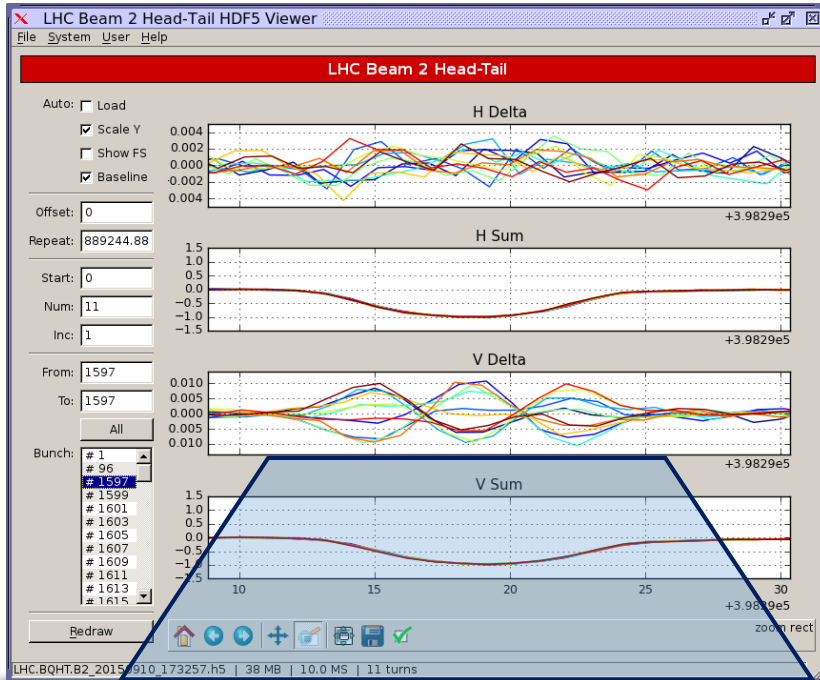 LHC Beam 2 Head-Tail HDF5 Viewer
File System User Help
LHC Beam 2 Head-Tail
Auto: Load
Scale Y
Show FS
Baseline
Offset: 0
Repeat: 889244.88
Start: 0
Num: 11
Inc: 1
From: 1597
To: 1597
All
Bunch: # 1
# 96
# 1597
# 1599
# 1601
# 1603
# 1605
# 1607
# 1609
# 1611
# 1613
# 1615
Redraw
H Delta
0.004
0.002
0.000
0.002
0.004
+3.9829e5
H Sum
1.5
1.0
0.5
0.0
−0.5
−1.0
−1.5
+3.9829e5
V Delta
0.010
0.005
0.000
0.005
0.010
+3.9829e5
V Sum
1.5
1.0
0.5
0.0
−0.5
−1.0
−1.5
10 15 20 25 30
+3.9829e5
zoom rect
LHC.BQHT.B2_20150910_173257.h5 | 38 MB | 10.0 MS | 11 turns